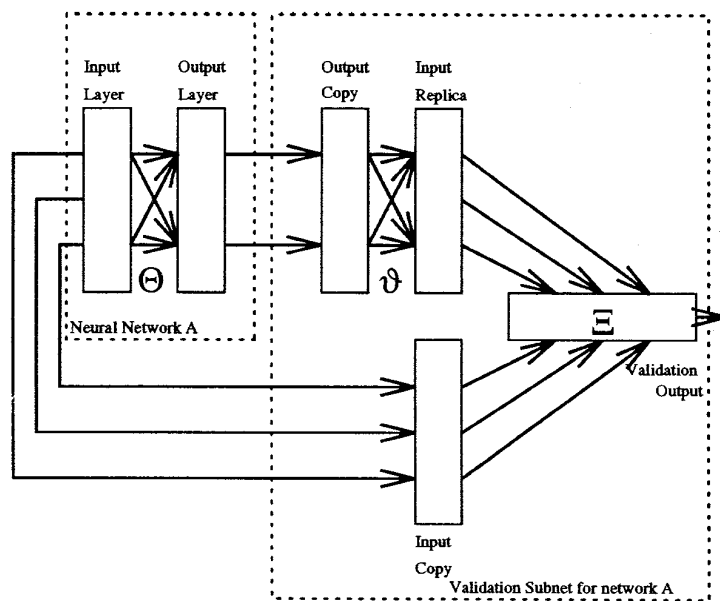 Input
Layer
Output
Layer
Output
Copy
Input
Replica
Θ
ϑ
Neural Network A
Ξ
Validation
Output
Input
Copy
Validation Subnet for network A